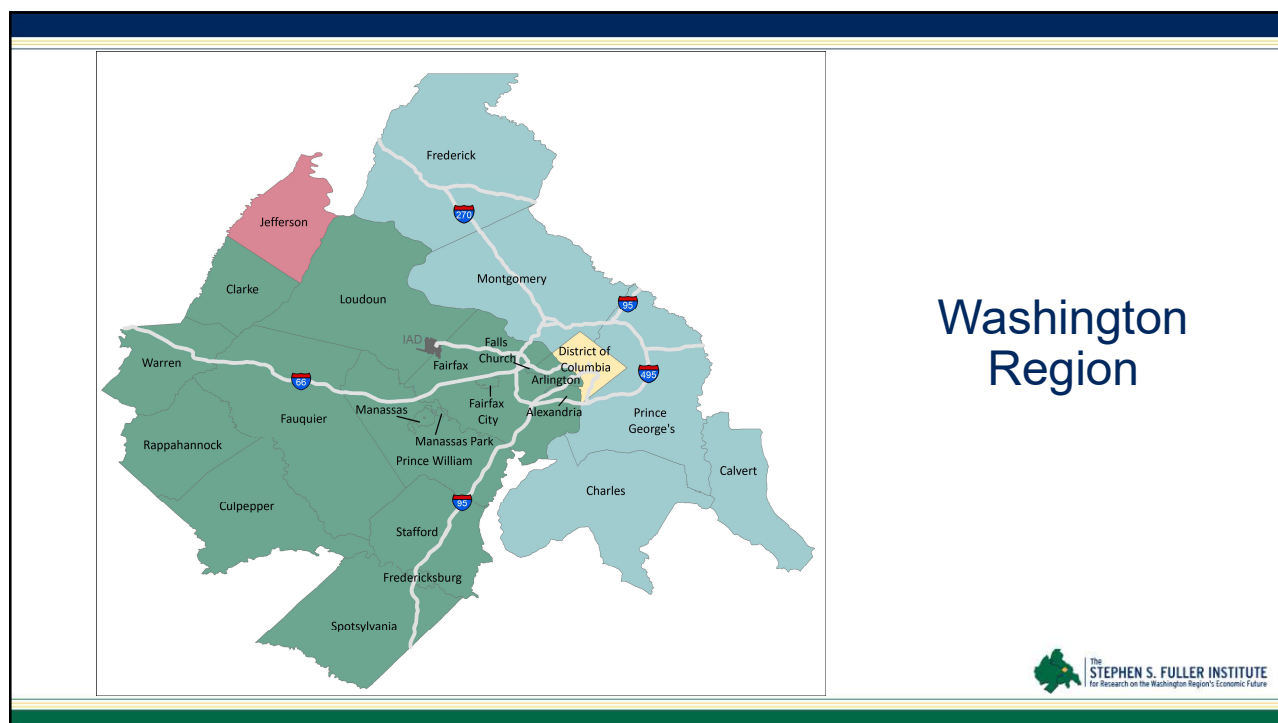 Frederick
270
Jefferson
Montgomery
Clarke
Loudoun
95
IAD
Falls
Church
District of
Columbia
Warren
Fairfax
Arlington
495
66
Fauquier
Manassas
Fairfax
City
Alexandria
Prince
George's
Rappahannock
Manassas Park
Prince William
Calvert
Culpepper
95
Charles
Stafford
Fredericksburg
Spotsylvania
Washington
Region
The
STEPHEN S. FULLER INSTITUTE
for Research on the Washington Region's Economic Future